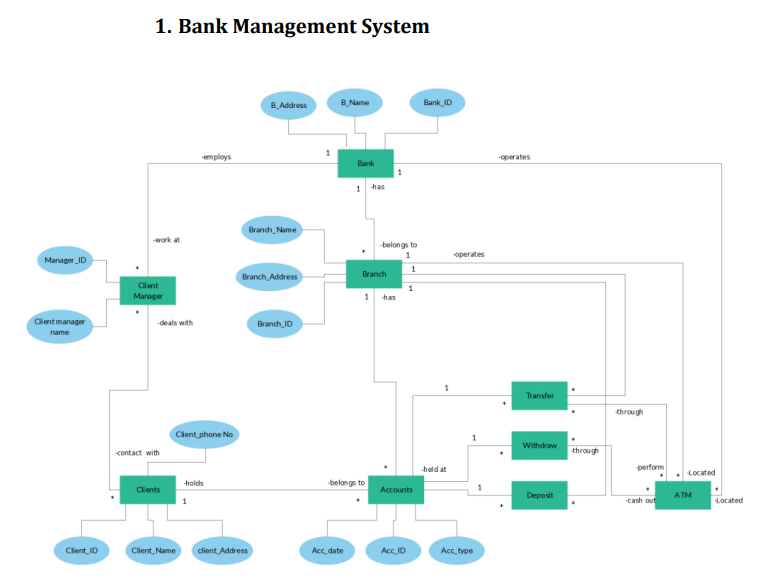 1. Bank Management System
B_Address
B_Name
Bank_ID
1
-employs
Bank
-operates
1
1
-has
Branch_Name
-work at
-belongs to
*
1
-operates
Manager_ID
*
Branch_Address
Branch
1
Client
Manager
1
1
-has
*
Client manager
name
-deals with
Branch_ID
1
Transfer
*
*
*
-through
Client_phone No
1
Withdraw
*
-through
*
-contact with
-held at
*
-perform
*
*
-Located
-holds
-belongs to
1
Clients
Accounts
Deposit
*
ATM
*
*
1
*
*
*
-cash out
-Located
Client_ID
Client_Name
client_Address
Acc_date
Acc_ID
Acc_type